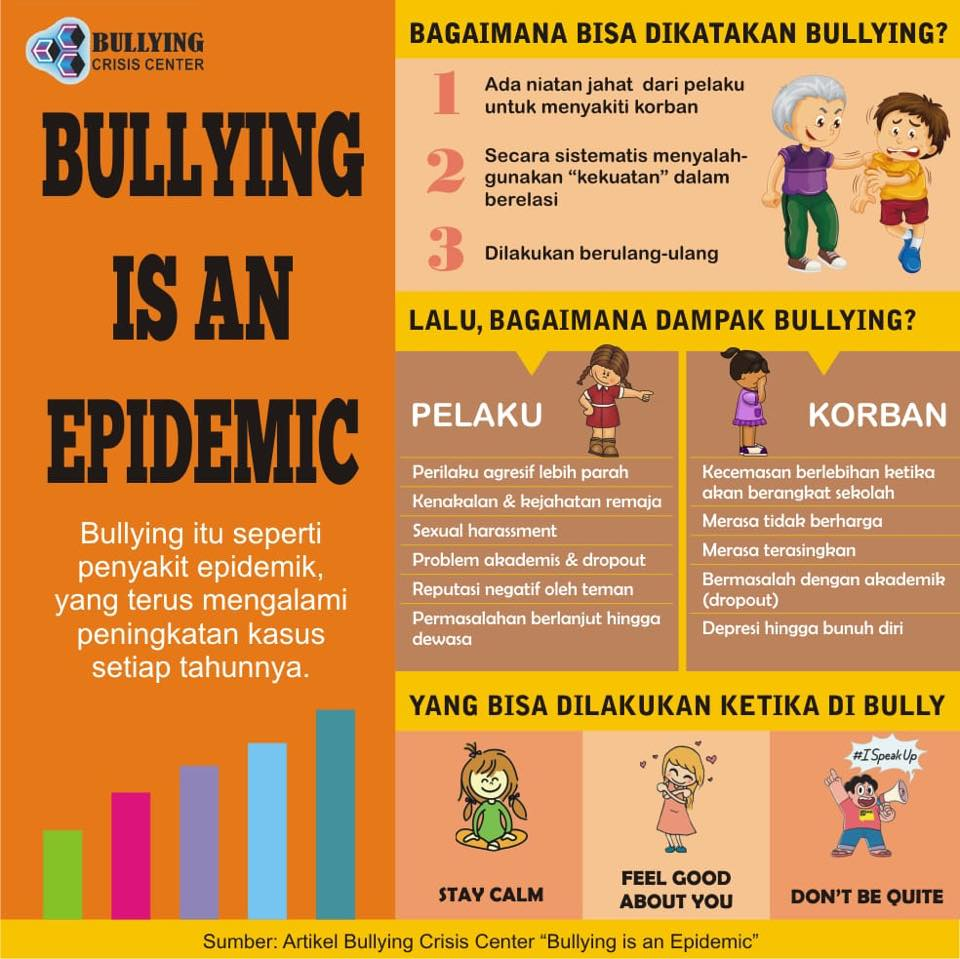 BULLYING
CRISIS CENTER
BULLYING
IS AN
EPIDEMIC
Bullying itu seperti
penyakit epidemik,
yang terus mengalami
peningkatan kasus
setiap tahunnya.
BAGAIMANA BISA DIKATAKAN BULLYING?
1 Ada niatan jahat dari pelaku
untuk menyakiti korban
2 Secara sistematis menyalah-
gunakan “kekuatan” dalam
berelasi
3 Dilakukan berulang-ulang
LALU, BAGAIMANA DAMPAK BULLYING?
PELAKU
Perilaku agresif lebih parah
Kenakalan & kejahatan remaja
Sexual harassment
Problem akademis & dropout
Reputasi negatif oleh teman
Permasalahan berlanjut hingga
dewasa
KORBAN
Kecemasan berlebihan ketika
akan berangkat sekolah
Merasa tidak berharga
Merasa terasingkan
Bermasalah dengan akademik
(dropout)
Depresi hingga bunuh diri
YANG BISA DILAKUKAN KETIKA DI BULLY
STAY CALM
FEEL GOOD
ABOUT YOU
#I Speak Up
DON'T BE QUITE
Sumber: Artikel Bullying Crisis Center “Bullying is an Epidemic”